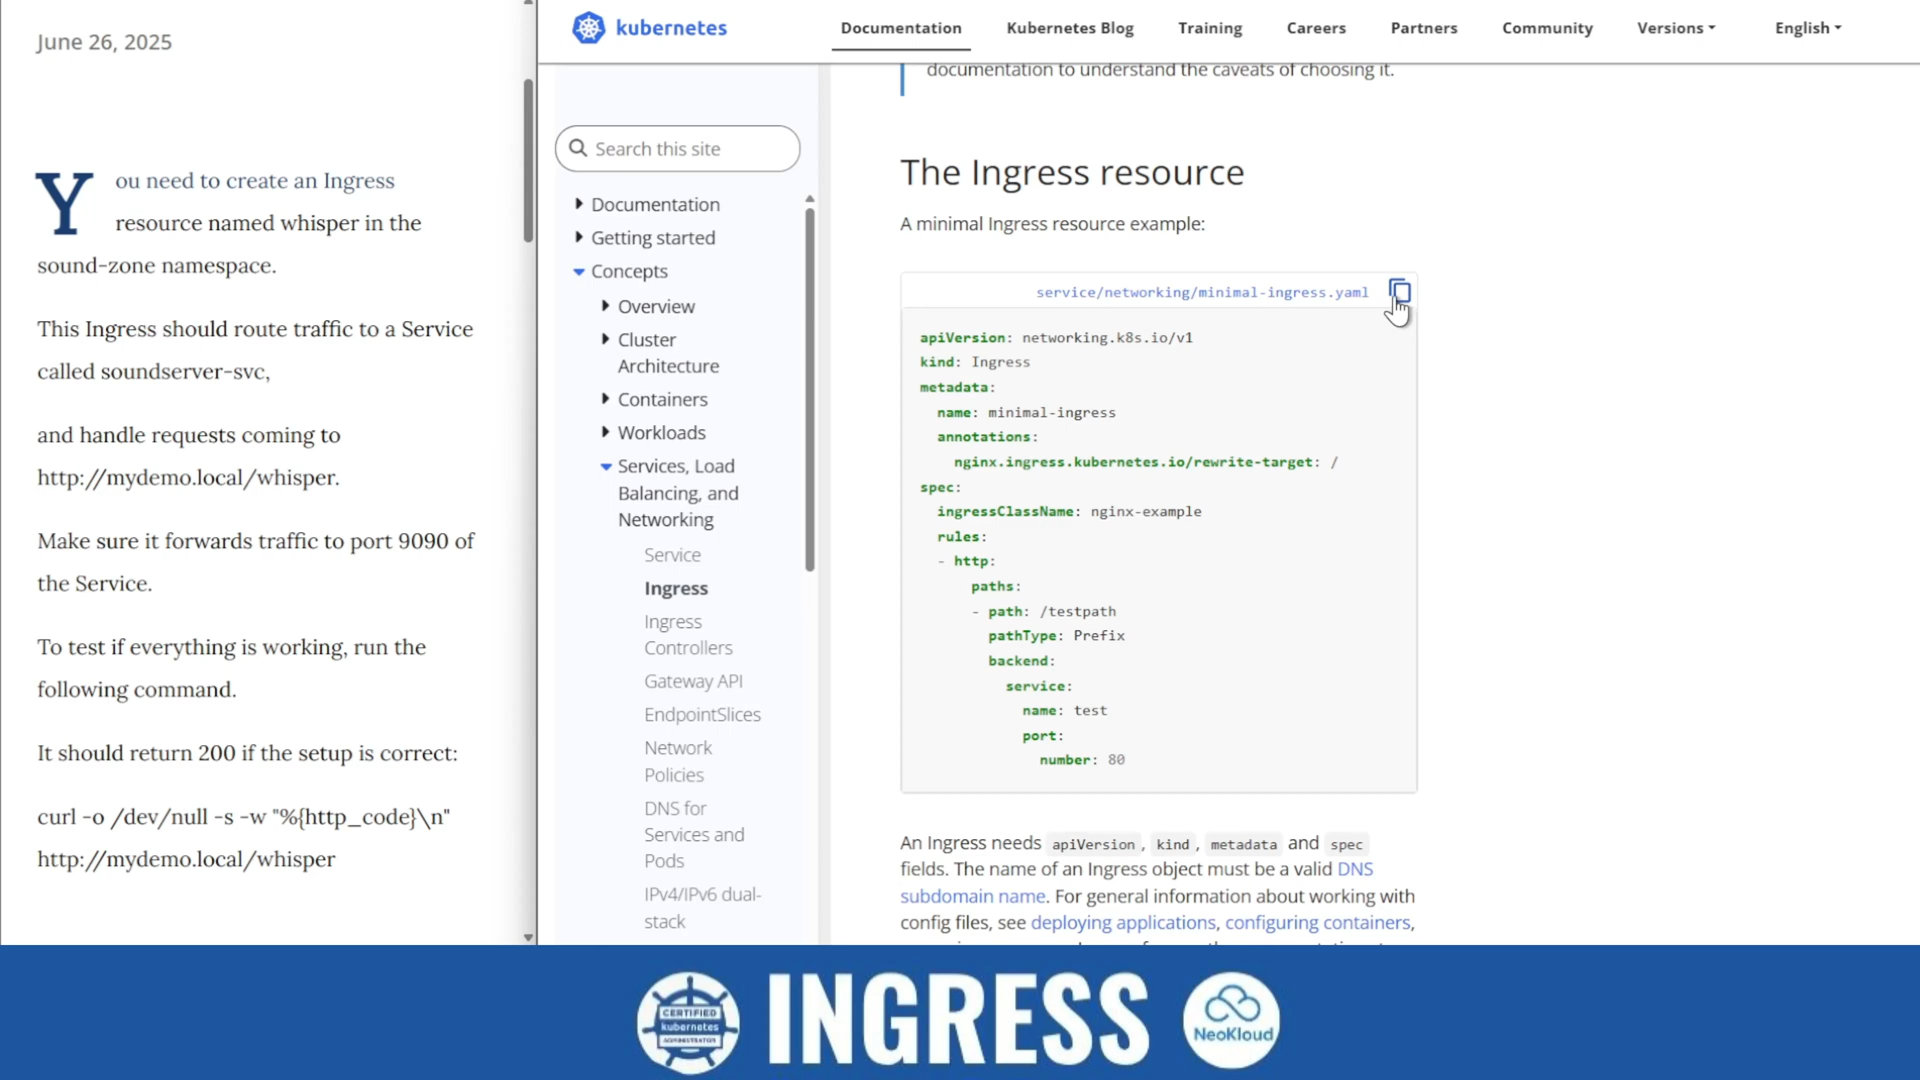 June 26, 2025
You need to create an Ingress
resource named whisper in the
sound-zone namespace.
This Ingress should route traffic to a Service
called soundserver-svc,
and handle requests coming to
http://mydemo.local/whisper.
Make sure it forwards traffic to port 9090 of
the Service.
To test if everything is working, run the
following command.
It should return 200 if the setup is correct:
curl -o /dev/null -s -w "%{http_code}\n"
http://mydemo.local/whisper
kubernetes
Documentation
Kubernetes Blog
Training
Careers
Partners
Community
Versions
English
Search this site
Documentation
Getting started
Concepts
Overview
Cluster
Architecture
Containers
Workloads
Services, Load
Balancing, and
Networking
Service
Ingress
Ingress
Controllers
Gateway API
EndpointSlices
Network
Policies
DNS for
Services and
Pods
IPv4/IPv6 dual-
stack
documentation to understand the caveats of choosing it.
The Ingress resource
A minimal Ingress resource example:
service/networking/minimal-ingress.yaml
apiVersion: networking.k8s.io/v1
kind: Ingress
metadata:
  name: minimal-ingress
  annotations:
    nginx.ingress.kubernetes.io/rewrite-target: /
spec:
  ingressClassName: nginx-example
  rules:
  - http:
      paths:
      - path: /testpath
        pathType: Prefix
        backend:
          service:
            name: test
            port:
              number: 80
An Ingress needs apiVersion, kind, metadata and spec
fields. The name of an Ingress object must be a valid DNS
subdomain name. For general information about working with
config files, see deploying applications, configuring containers,
CERTIFIED
kubernetes
ADMINISTRATOR
INGRESS
NeoKloud